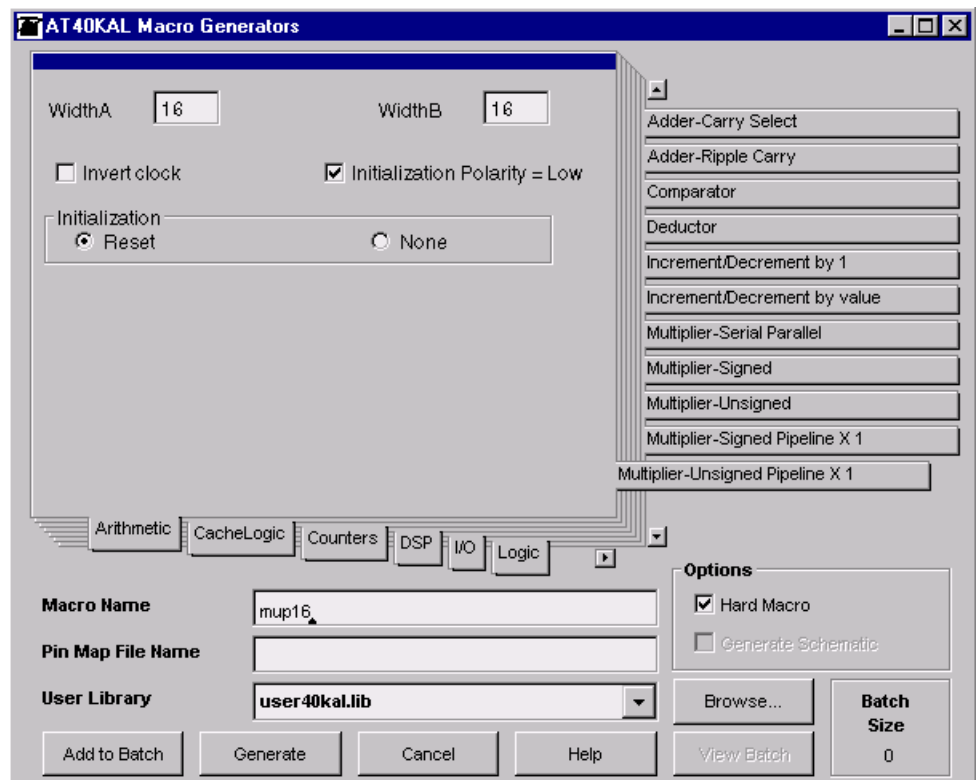 AT40KAL Macro Generators
WidthA 16 WidthB 16
Invert clock Initialization Polarity = Low
Initialization
Reset None
Adder-Carry Select
Adder-Ripple Carry
Comparator
Deductor
Increment/Decrement by 1
Increment/Decrement by value
Multiplier-Serial Parallel
Multiplier-Signed
Multiplier-Unsigned
Multiplier-Signed Pipeline X 1
Multiplier-Unsigned Pipeline X 1
Arithmetic CacheLogic Counters DSP I/O Logic
Macro Name mup16
Pin Map File Name
User Library user40kal.lib
Options
Hard Macro
Generate Schematic
Browse...
View Batch
Batch
Size
0
Add to Batch Generate Cancel Help